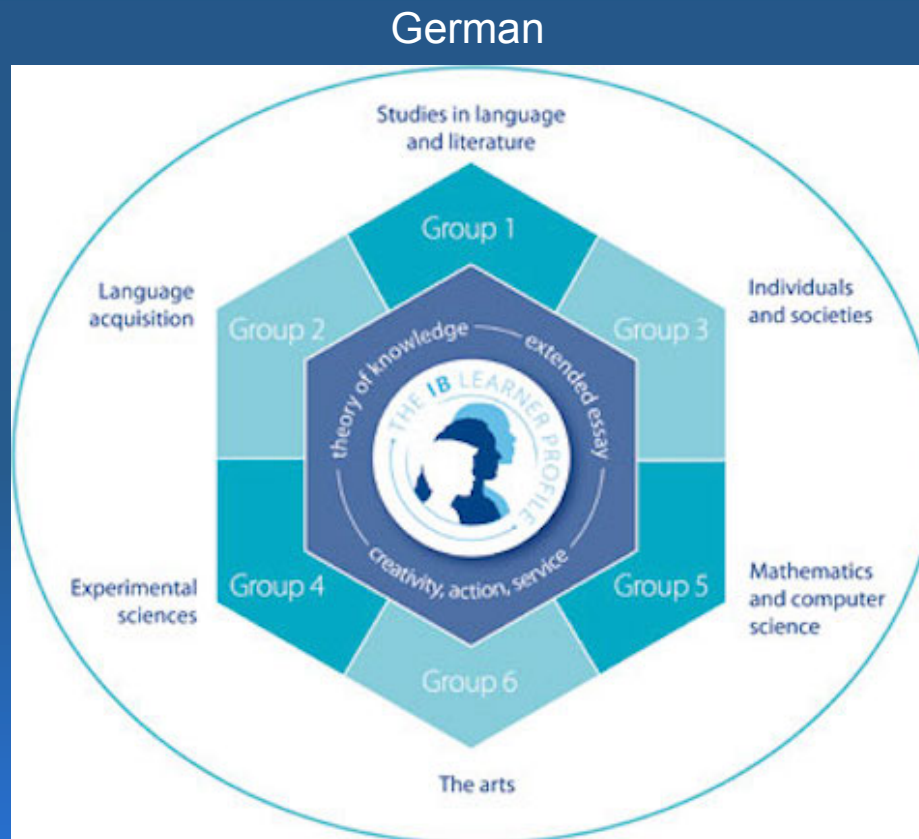 German
Studies in language
and literature
Group 1
Language
acquisition
Group 2
Individuals
and societies
Group 3
theory of knowledge
extended essay
THE IB LEARNER PROFILE
creativity, action, service
Experimental
sciences
Group 4
Mathematics
and computer
science
Group 5
Group 6
The arts